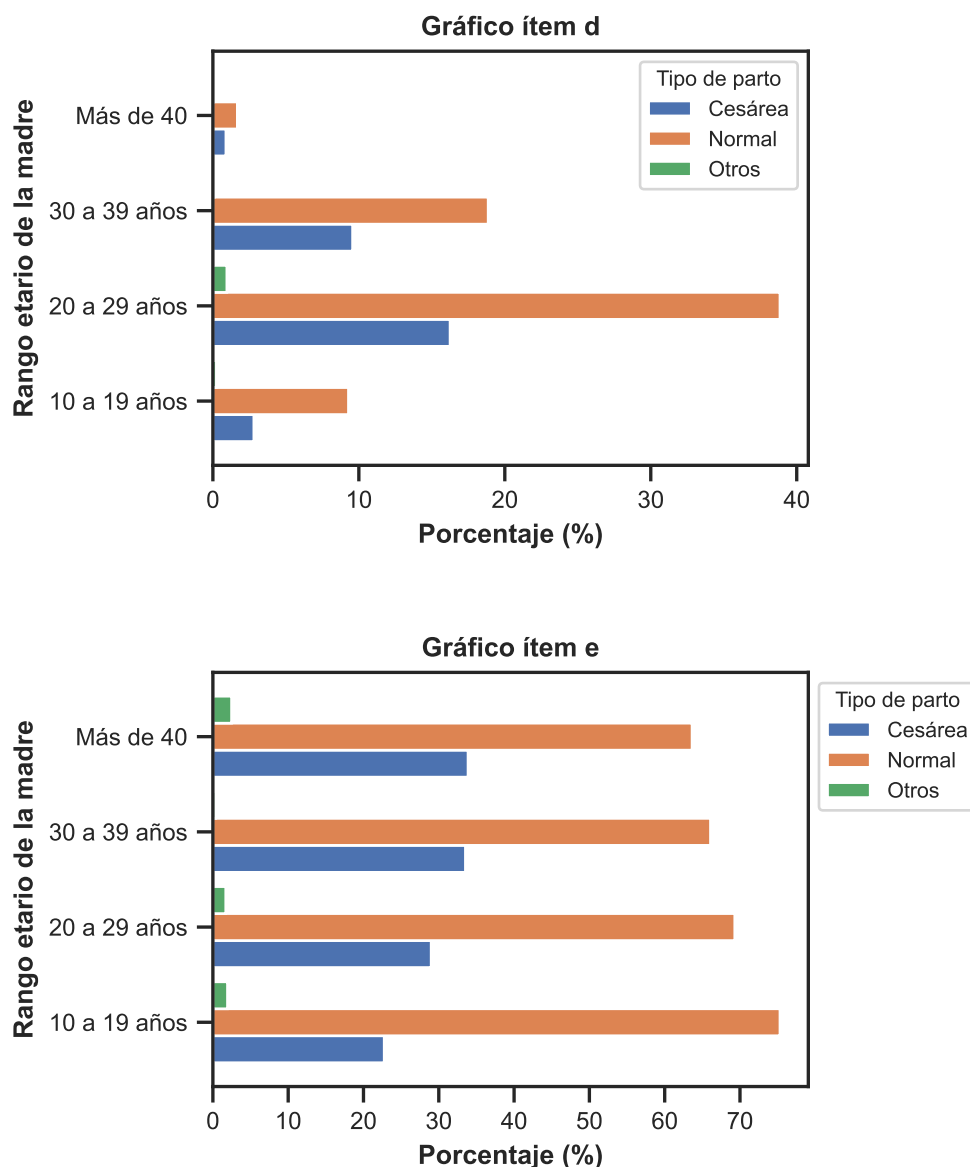 Gráfico ítem d
Tipo de parto
Cesárea
Normal
Otros
Rango etario de la madre
Más de 40
30 a 39 años
20 a 29 años
10 a 19 años
0 10 20 30 40
Porcentaje (%)
Gráfico ítem e
Tipo de parto
Cesárea
Normal
Otros
Rango etario de la madre
Más de 40
30 a 39 años
20 a 29 años
10 a 19 años
0 10 20 30 40 50 60 70
Porcentaje (%)